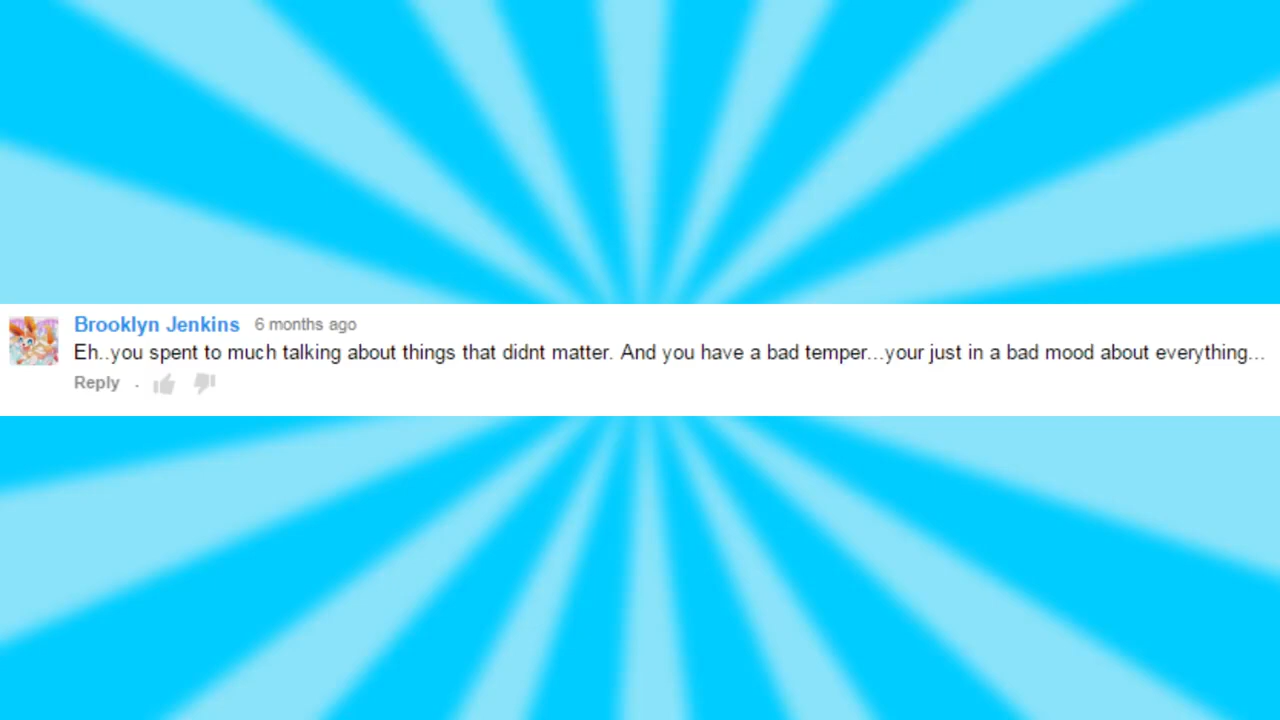 Brooklyn Jenkins 6 months ago
Eh..you spent to much talking about things that didnt matter. And you have a bad temper...your just in a bad mood about everything...
Reply .